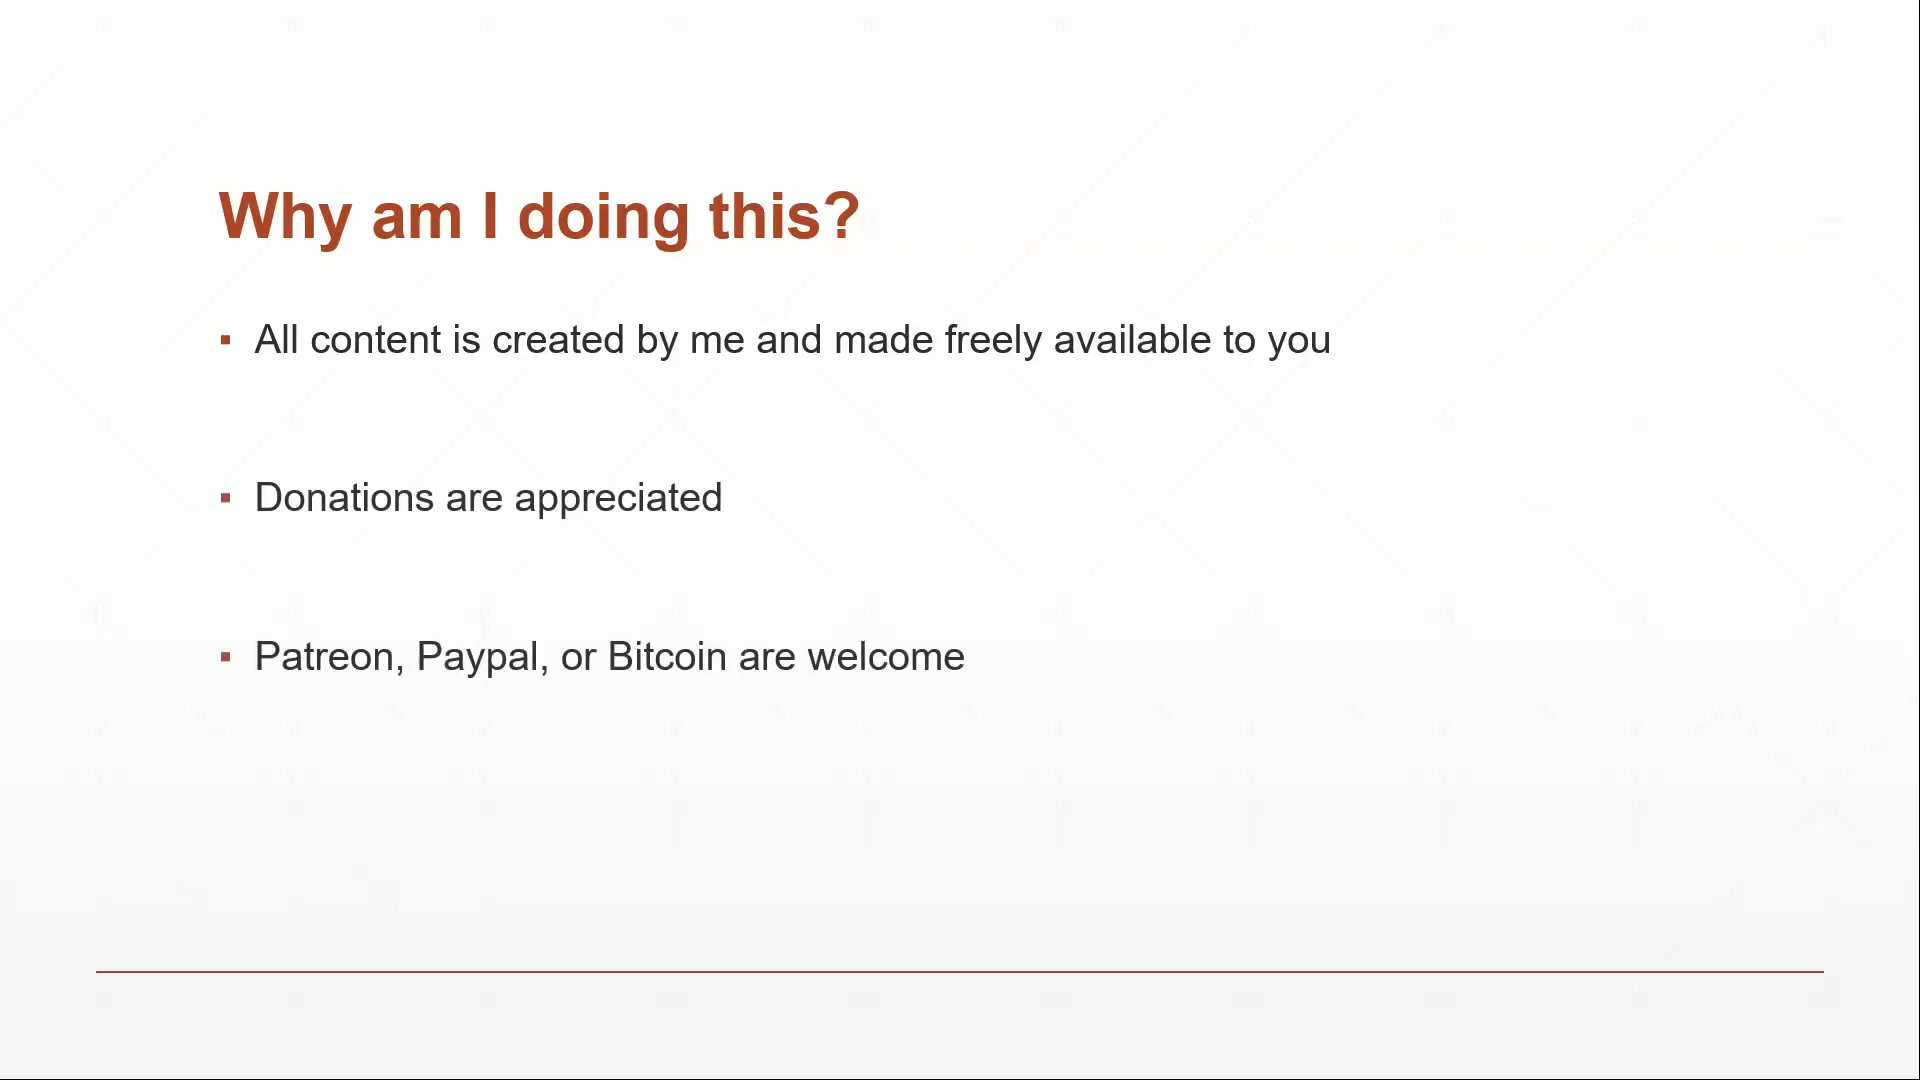 Why am I doing this?
All content is created by me and made freely available to you
Donations are appreciated
Patreon, Paypal, or Bitcoin are welcome